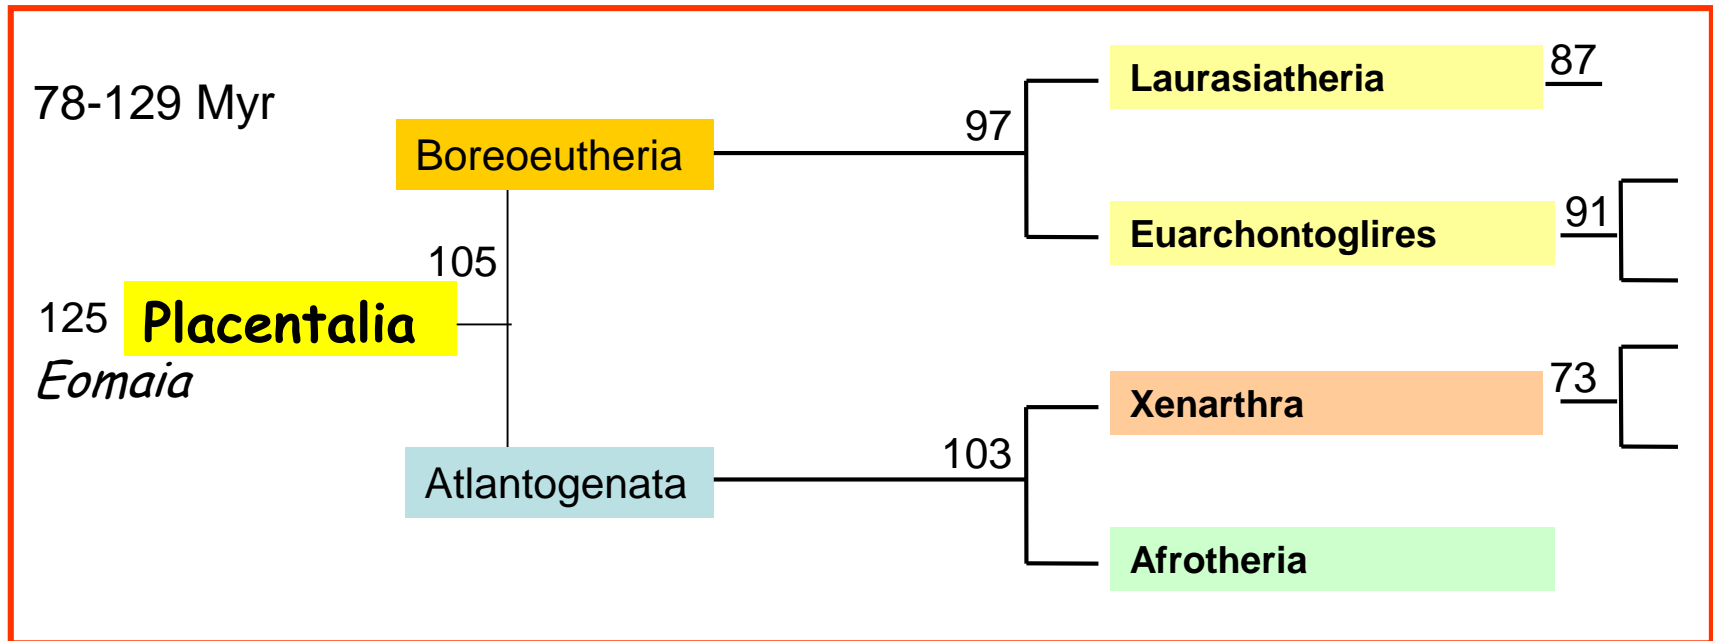 78-129 Myr
Boreoeutheria
97
Laurasiatheria
87
Euarchontoglires
91
105
125
Placentalia
Eomaia
Atlantogenata
103
Xenarthra
73
Afrotheria